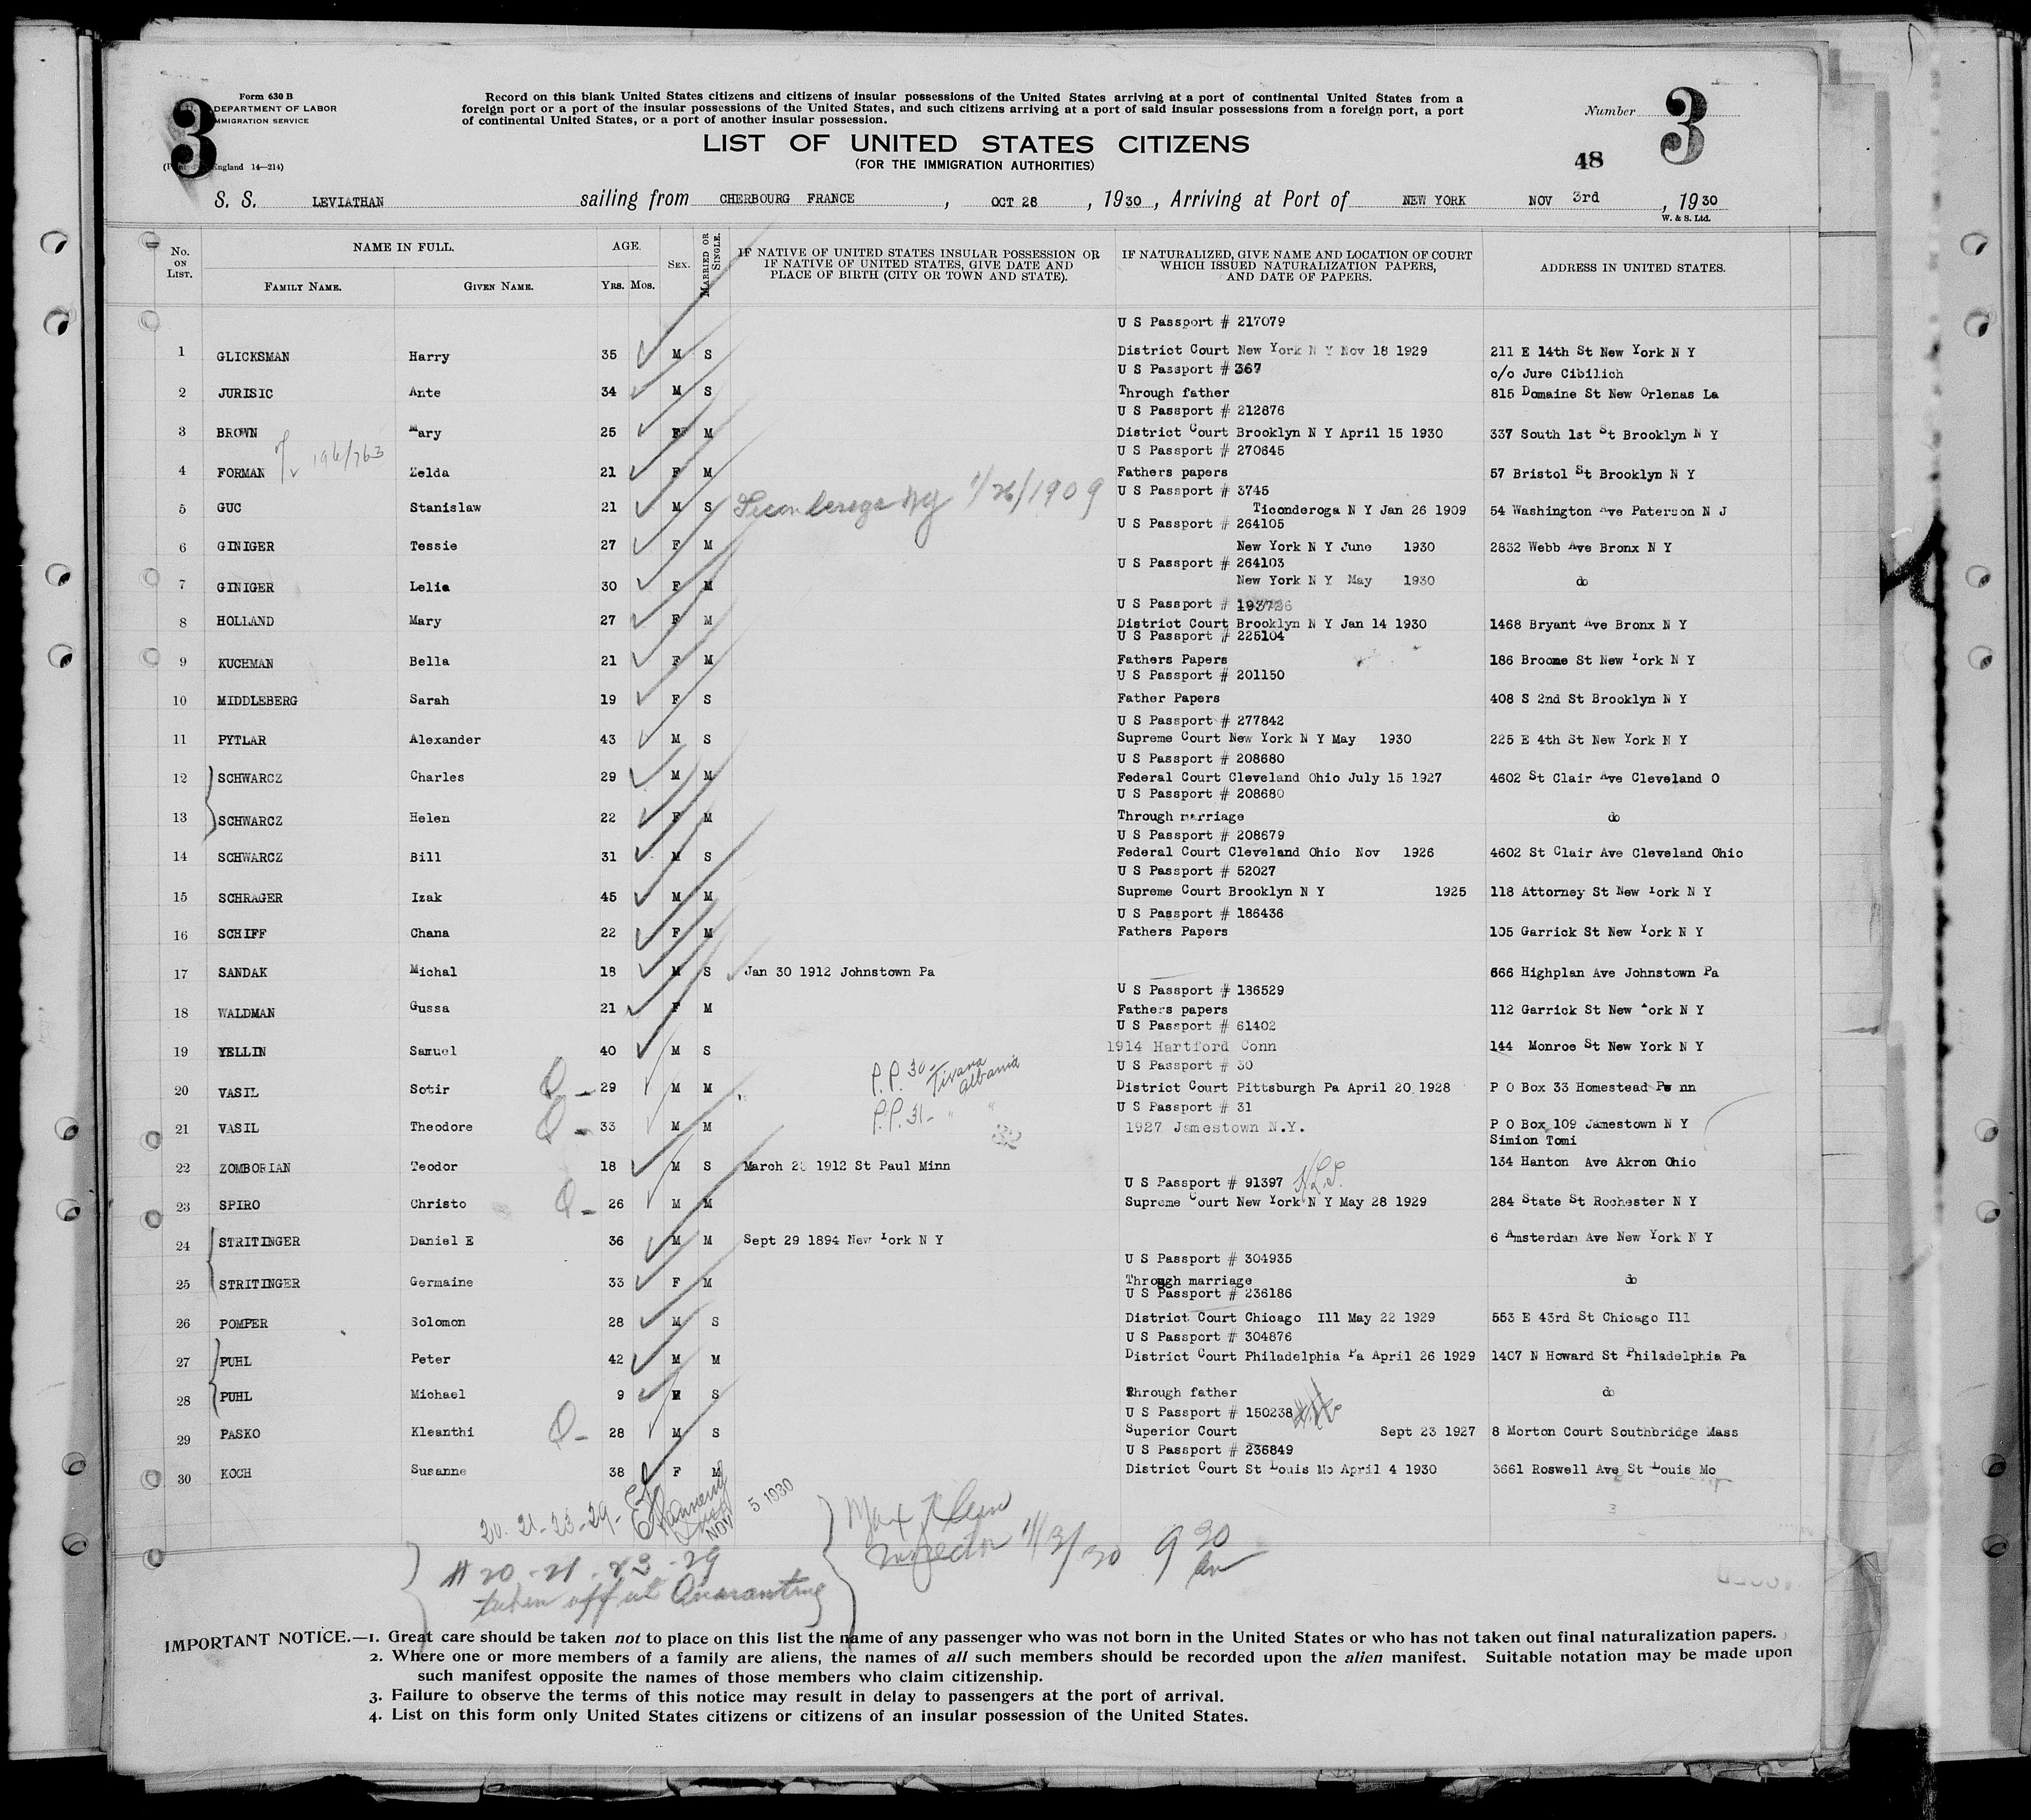 3
Form 630 B
DEPARTMENT OF LABOR
IMMIGRATION SERVICE
England 14—214)
Record on this blank United States citizens and citizens of insular possessions of the United States arriving at a port of continental United States from a
foreign port or a port of the insular possessions of the United States, and such citizens arriving at a port of said insular possessions from a foreign port, a port
of continental United States, or a port of another insular possession.
Number 3
LIST OF UNITED STATES CITIZENS
(FOR THE IMMIGRATION AUTHORITIES)
48
S. S. LEVIATHAN sailing from CHERBOURG FRANCE, OCT 28, 1930, Arriving at Port of NEW YORK NOV 3rd, 1930
W. & S. Ltd.
No. ON LIST. NAME IN FULL. FAMILY NAME. GIVEN NAME. AGE. YRS. MOS. SEX. MARRIED OR SINGLE. IF NATIVE OF UNITED STATES INSULAR POSSESSION OR IF NATIVE OF UNITED STATES, GIVE DATE AND PLACE OF BIRTH (CITY OR TOWN AND STATE). IF NATURALIZED, GIVE NAME AND LOCATION OF COURT WHICH ISSUED NATURALIZATION PAPERS, AND DATE OF PAPERS. ADDRESS IN UNITED STATES.
U S Passport # 217079
1 GLICKSMAN Harry 35 M S District Court New York N Y Nov 18 1929 211 E 14th St New York N Y
U S Passport # 367 c/o Jure Cibilich
2 JURISIC Ante 34 M S Through father 815 Domaine St New Orlenas La
U S Passport # 212876
3 BROWN Mary 25 F M District Court Brooklyn N Y April 15 1930 337 South 1st St Brooklyn N Y
196/763
U S Passport # 270645
4 FORMAN Zelda 21 F M Fathers papers 57 Bristol St Brooklyn N Y
U S Passport # 3745
5 GUC Stanislaw 21 M S Ticonderoga NY 1/26/1909 Ticonderoga N Y Jan 26 1909 54 Washington Ave Paterson N J
U S Passport # 264105
6 GINIGER Tessie 27 F M New York N Y June 1930 2832 Webb Ave Bronx N Y
U S Passport # 264103
7 GINIGER Lelia 30 F M New York N Y May 1930 do
U S Passport # 193726
8 HOLLAND Mary 27 F M District Court Brooklyn N Y Jan 14 1930 1468 Bryant Ave Bronx N Y
U S Passport # 225104
9 KUCHMAN Bella 21 F M Fathers Papers 186 Broome St New York N Y
U S Passport # 201150
10 MIDDLEBERG Sarah 19 F S Father Papers 408 S 2nd St Brooklyn N Y
U S Passport # 277842
11 PYTLAR Alexander 43 M S Supreme Court New York N Y May 1930 225 E 4th St New York N Y
U S Passport # 208680
12 SCHWARCZ Charles 29 M M Federal Court Cleveland Ohio July 15 1927 4602 St Clair Ave Cleveland O
U S Passport # 208680
13 SCHWARCZ Helen 22 F M Through marriage do
U S Passport # 208679
14 SCHWARCZ Bill 31 M S Federal Court Cleveland Ohio Nov 1926 4602 St Clair Ave Cleveland Ohio
U S Passport # 52027
15 SCHRAGER Izak 45 M M Supreme Court Brooklyn N Y 1925 118 Attorney St New York N Y
U S Passport # 186436
16 SCHIFF Chana 22 F M Fathers Papers 105 Garrick St New York N Y
17 SANDAK Michal 18 M S Jan 30 1912 Johnstown Pa 666 Highplan Ave Johnstown Pa
U S Passport # 186529
18 WALDMAN Gussa 21 F M Fathers papers 112 Garrick St New York N Y
U S Passport # 61402
19 YELLIN Samuel 40 M S 1914 Hartford Conn 144 Monroe St New York N Y
U S Passport # 30
20 VASIL Sotir Q - 29 M M P.P. 30 - Tirana Albania District Court Pittsburgh Pa April 20 1928 P O Box 33 Homestead Penn
U S Passport # 31
21 VASIL Theodore Q - 33 M M P.P. 31 - " " 1927 Jamestown N.Y. P O Box 109 Jamestown N Y
Simion Tomi
22 ZOMBORIAN Teodor 18 M S March 25 1912 St Paul Minn 134 Hanton Ave Akron Ohio
U S Passport # 91397
23 SPIRO Christo Q - 26 M M Supreme Court New York N Y May 28 1929 284 State St Rochester N Y
24 STRITINGER Daniel E 36 M M Sept 29 1894 New York N Y 6 Amsterdam Ave New York N Y
U S Passport # 304935
25 STRITINGER Germaine 33 F M Through marriage do
U S Passport # 236186
26 POMPER Solomon 28 M S District Court Chicago Ill May 22 1929 553 E 43rd St Chicago Ill
U S Passport # 304876
27 PUHL Peter 42 M M District Court Philadelphia Pa April 26 1929 1407 N Howard St Philadelphia Pa
28 PUHL Michael 9 M S Through father do
U S Passport # 150238
29 PASKO Kleanthi Q - 28 M S Superior Court Sept 23 1927 8 Morton Court Southbridge Mass
U S Passport # 236849
30 KOCH Susanne 38 F M District Court St Louis Mo April 4 1930 3661 Roswell Ave St Louis Mo
20-21-23-29- NOV 5 1930
Max Klein
Inspector 11/3/30 9 30 am
# 20-21-23-29
taken off at Quarantine
IMPORTANT NOTICE.—1. Great care should be taken not to place on this list the name of any passenger who was not born in the United States or who has not taken out final naturalization papers.
2. Where one or more members of a family are aliens, the names of all such members should be recorded upon the alien manifest. Suitable notation may be made upon
such manifest opposite the names of those members who claim citizenship.
3. Failure to observe the terms of this notice may result in delay to passengers at the port of arrival.
4. List on this form only United States citizens or citizens of an insular possession of the United States.